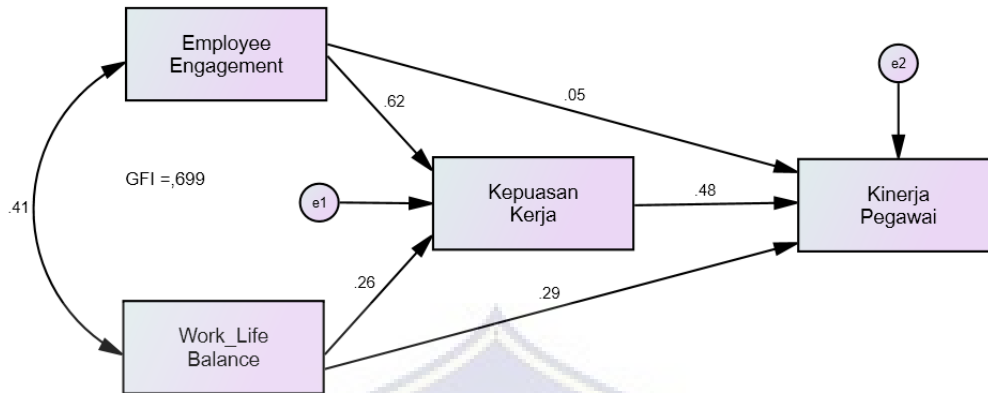 Employee
Engagement
e2
.62
.05
GFI =,699
.41
e1
Kepuasan
Kerja
.48
Kinerja
Pegawai
.26
.29
Work_Life
Balance